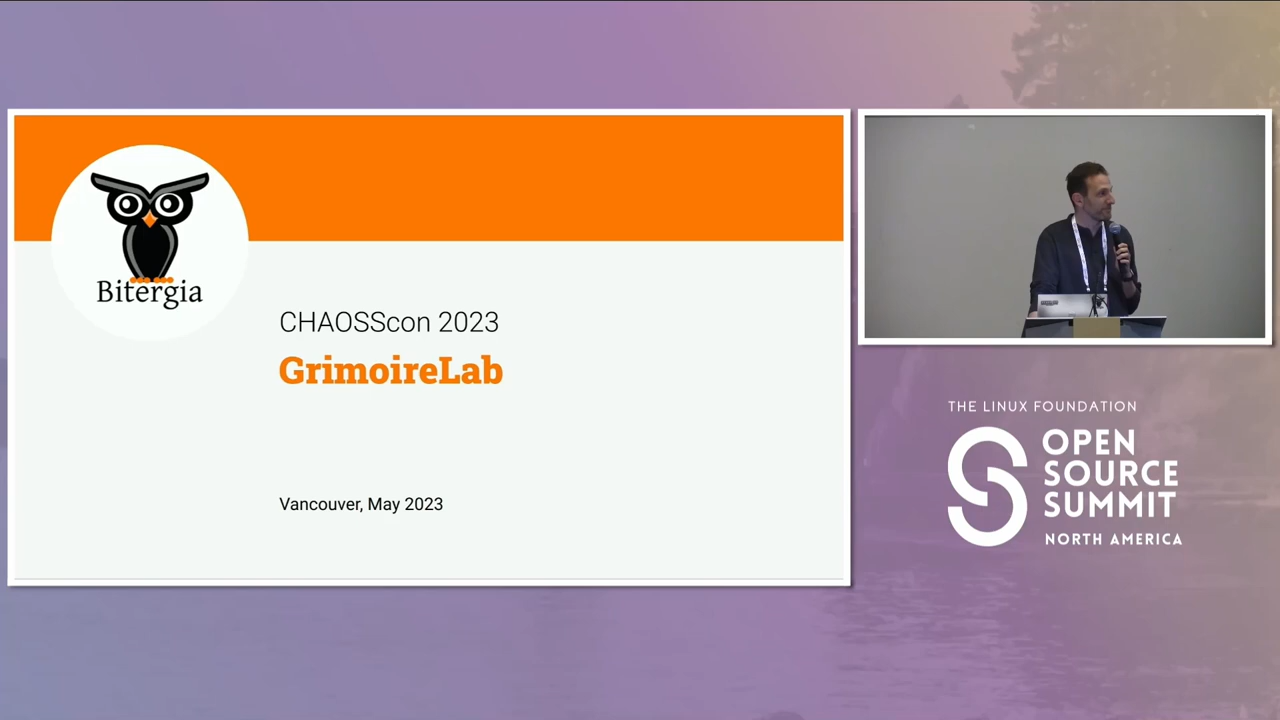 Bitergia
CHAOSScon 2023
GrimoireLab
Vancouver, May 2023
THE LINUX FOUNDATION
OPEN
SOURCE
SUMMIT
NORTH AMERICA